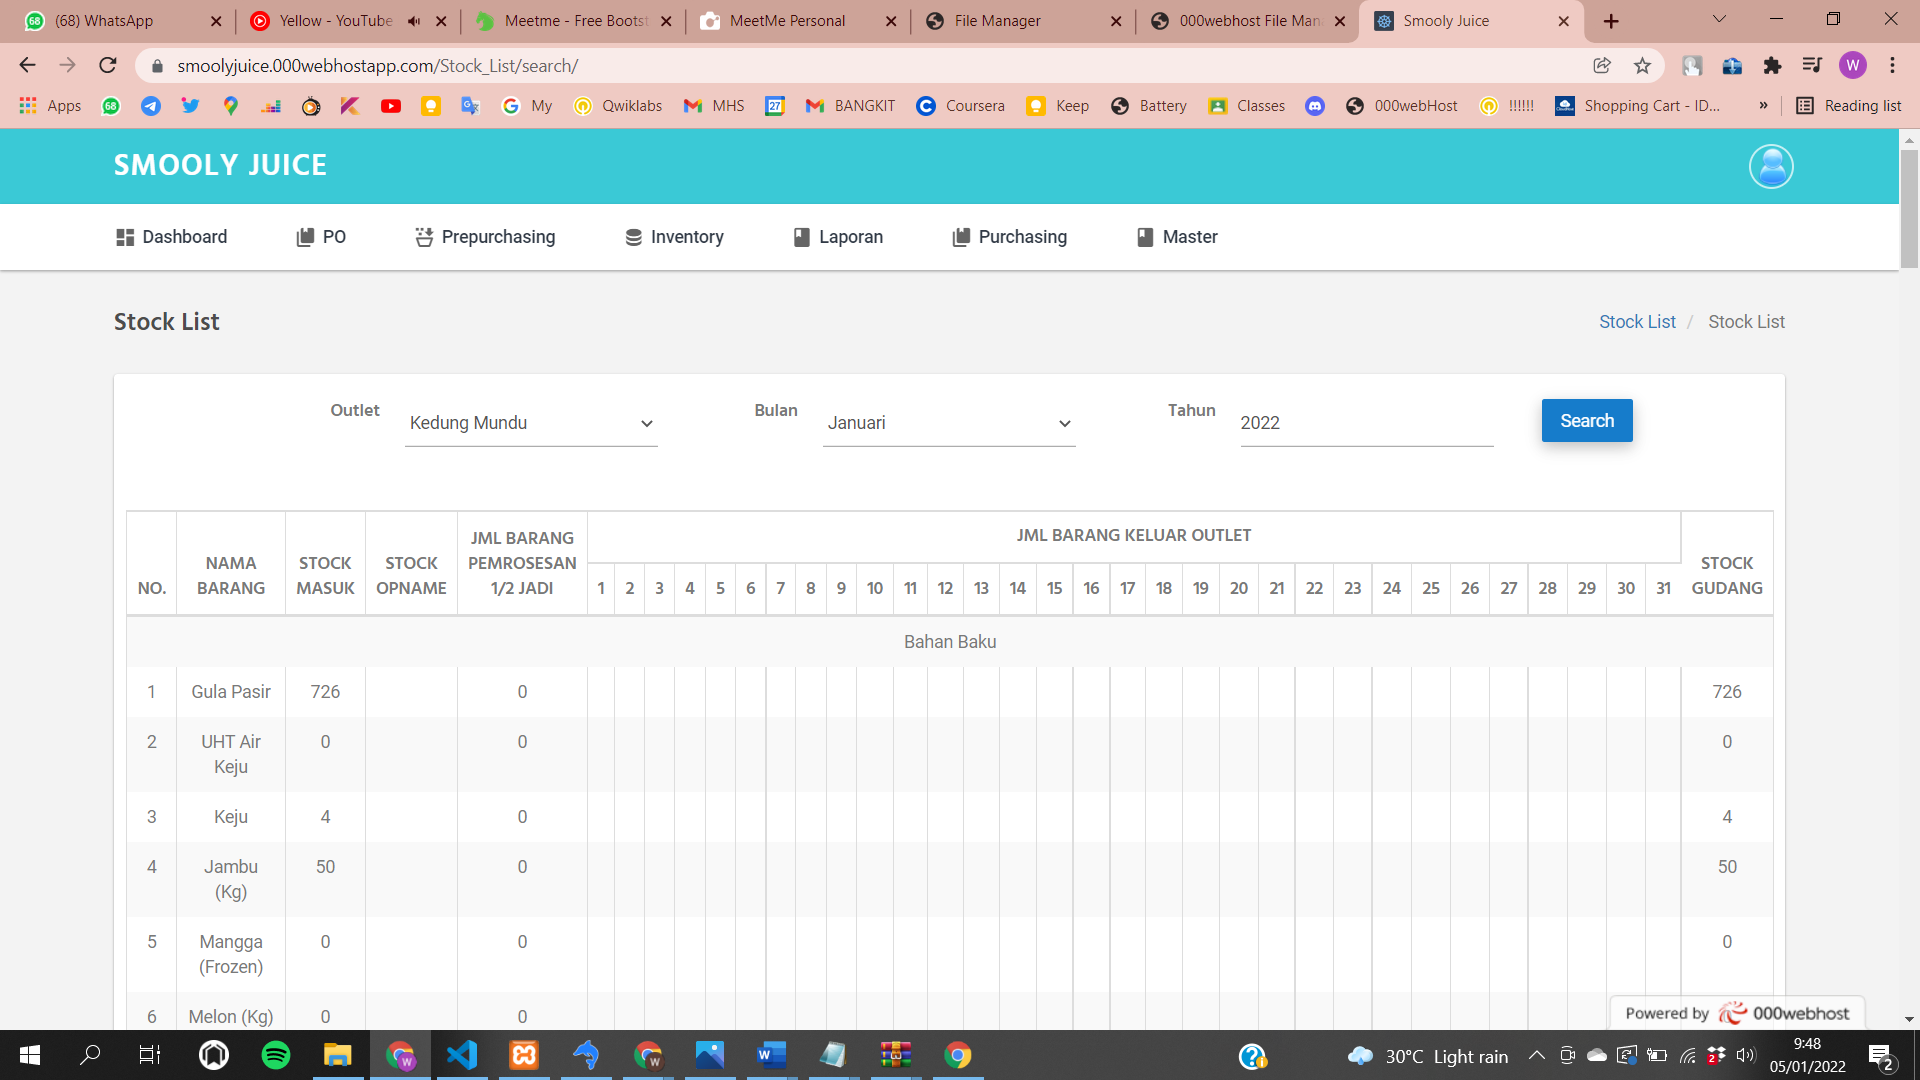 (68) WhatsApp
Yellow - YouTube
Meetme - Free Bootst
MeetMe Personal
File Manager
000webhost File Man
Smooly Juice
smoolyjuice.000webhostapp.com/Stock_List/search/
W
Apps
68
My
Qwiklabs
MHS
27
BANGKIT
Coursera
Keep
Battery
Classes
000webHost
!!!!!!
Shopping Cart - ID...
»
Reading list
SMOOLY JUICE
Dashboard
PO
Prepurchasing
Inventory
Laporan
Purchasing
Master
Stock List
Stock List / Stock List
Outlet
Kedung Mundu
Bulan
Januari
Tahun
2022
Search
NO.
NAMA
BARANG
STOCK
MASUK
STOCK
OPNAME
JML BARANG
PEMROSESAN
1/2 JADI
JML BARANG KELUAR OUTLET
1 2 3 4 5 6 7 8 9 10 11 12 13 14 15 16 17 18 19 20 21 22 23 24 25 26 27 28 29 30 31
STOCK
GUDANG
Bahan Baku
1 Gula Pasir 726 0 726
2 UHT Air
Keju 0 0 0
3 Keju 4 0 4
4 Jambu
(Kg) 50 0 50
5 Mangga
(Frozen) 0 0 0
6 Melon (Kg) 0 0
Powered by 000webhost
30°C Light rain
9:48
05/01/2022
2